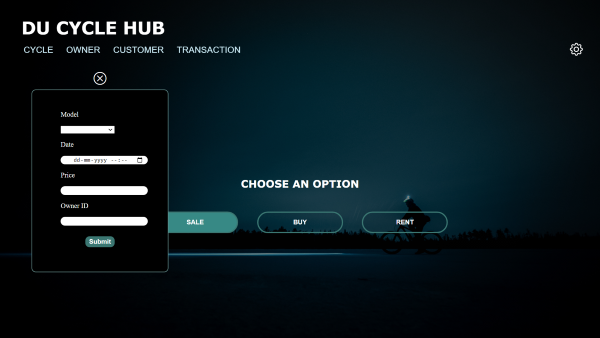 DU CYCLE HUB
CYCLE OWNER CUSTOMER TRANSACTION
Model
Date
dd-mm-yyyy --:--
Price
Owner ID
Submit
CHOOSE AN OPTION
SALE BUY RENT